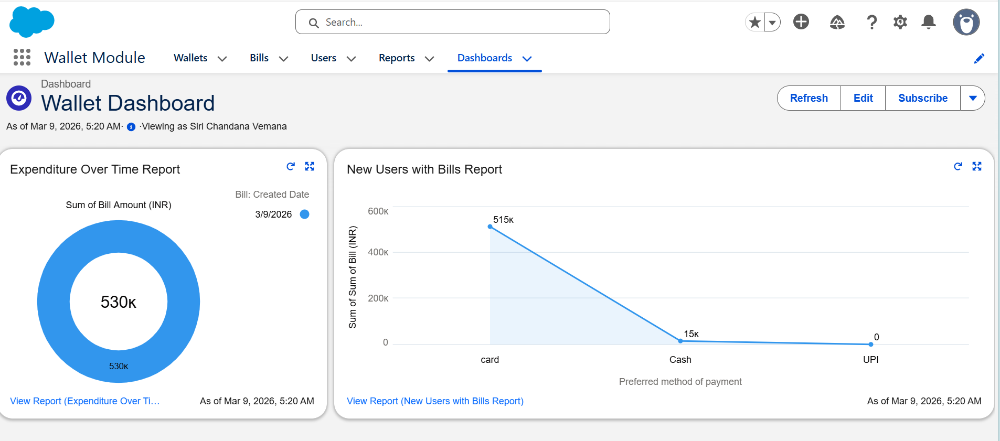 Search...
Wallet Module
Wallets
Bills
Users
Reports
Dashboards
Dashboard
Wallet Dashboard
As of Mar 9, 2026, 5:20 AM· ·Viewing as Siri Chandana Vemana
Refresh
Edit
Subscribe
Expenditure Over Time Report
Bill: Created Date
3/9/2026
Sum of Bill Amount (INR)
530K
530K
View Report (Expenditure Over Ti...
As of Mar 9, 2026, 5:20 AM
New Users with Bills Report
Sum of Sum of Bill (INR)
600K
400K
200K
0
515K
15K
0
card
Cash
UPI
Preferred method of payment
View Report (New Users with Bills Report)
As of Mar 9, 2026, 5:20 AM